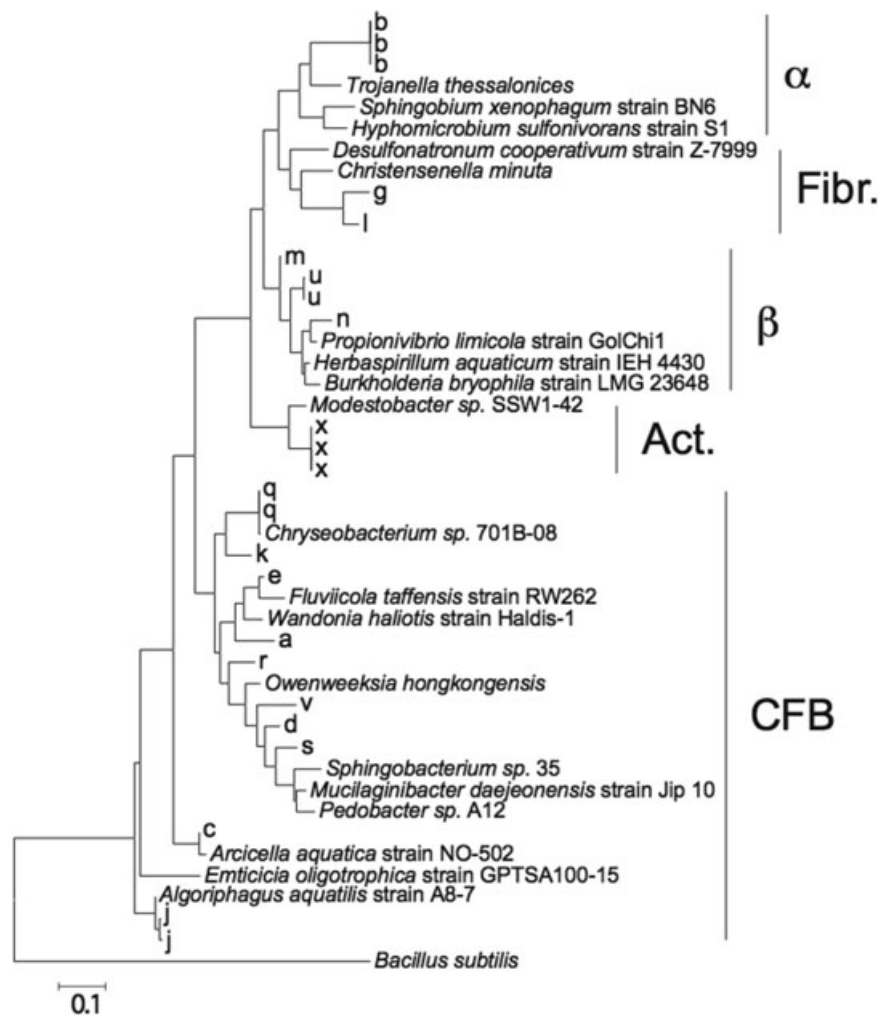 b
b
b
Trojanella thessalonices
Sphingobium xenophagum strain BN6
Hyphomicrobium sulfonivorans strain S1
α
Desulfonatronum cooperativum strain Z-7999
Christensenella minuta
g
l
Fibr.
m
u
u
n
Propionivibrio limicola strain GolChi1
Herbaspirillum aquaticum strain IEH 4430
Burkholderia bryophila strain LMG 23648
β
Modestobacter sp. SSW1-42
x
x
x
Act.
q
q
Chryseobacterium sp. 701B-08
k
e
Fluviicola taffensis strain RW262
Wandonia haliotis strain Haldis-1
a
r
Owenweeksia hongkongensis
v
d
s
Sphingobacterium sp. 35
Mucilaginibacter daejeonensis strain Jip 10
Pedobacter sp. A12
c
Arcicella aquatica strain NO-502
Emticicia oligotrophica strain GPTSA100-15
Algoriphagus aquatilis strain A8-7
j
j
CFB
Bacillus subtilis
0.1